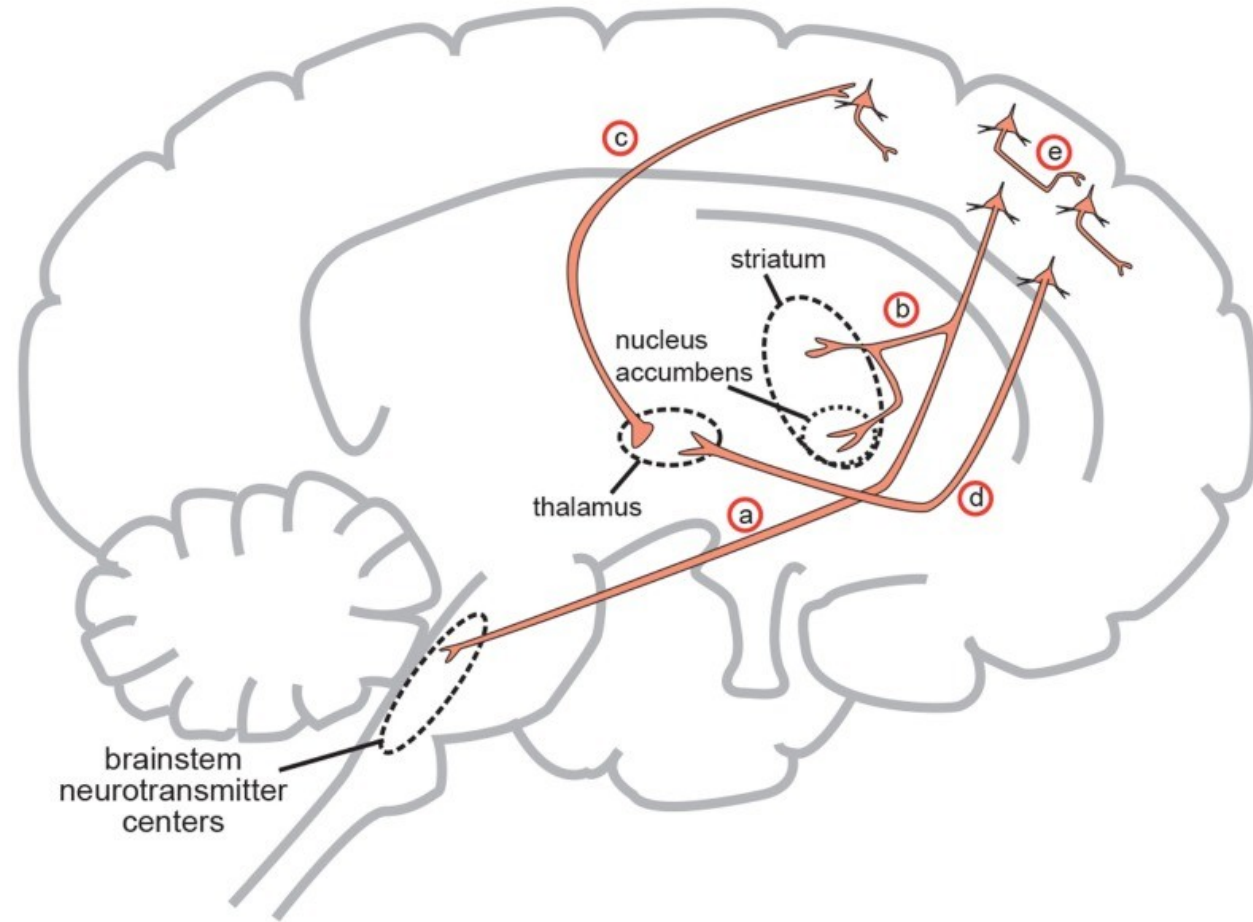 c
e
striatum
b
nucleus
accumbens
thalamus
a
d
brainstem
neurotransmitter
centers